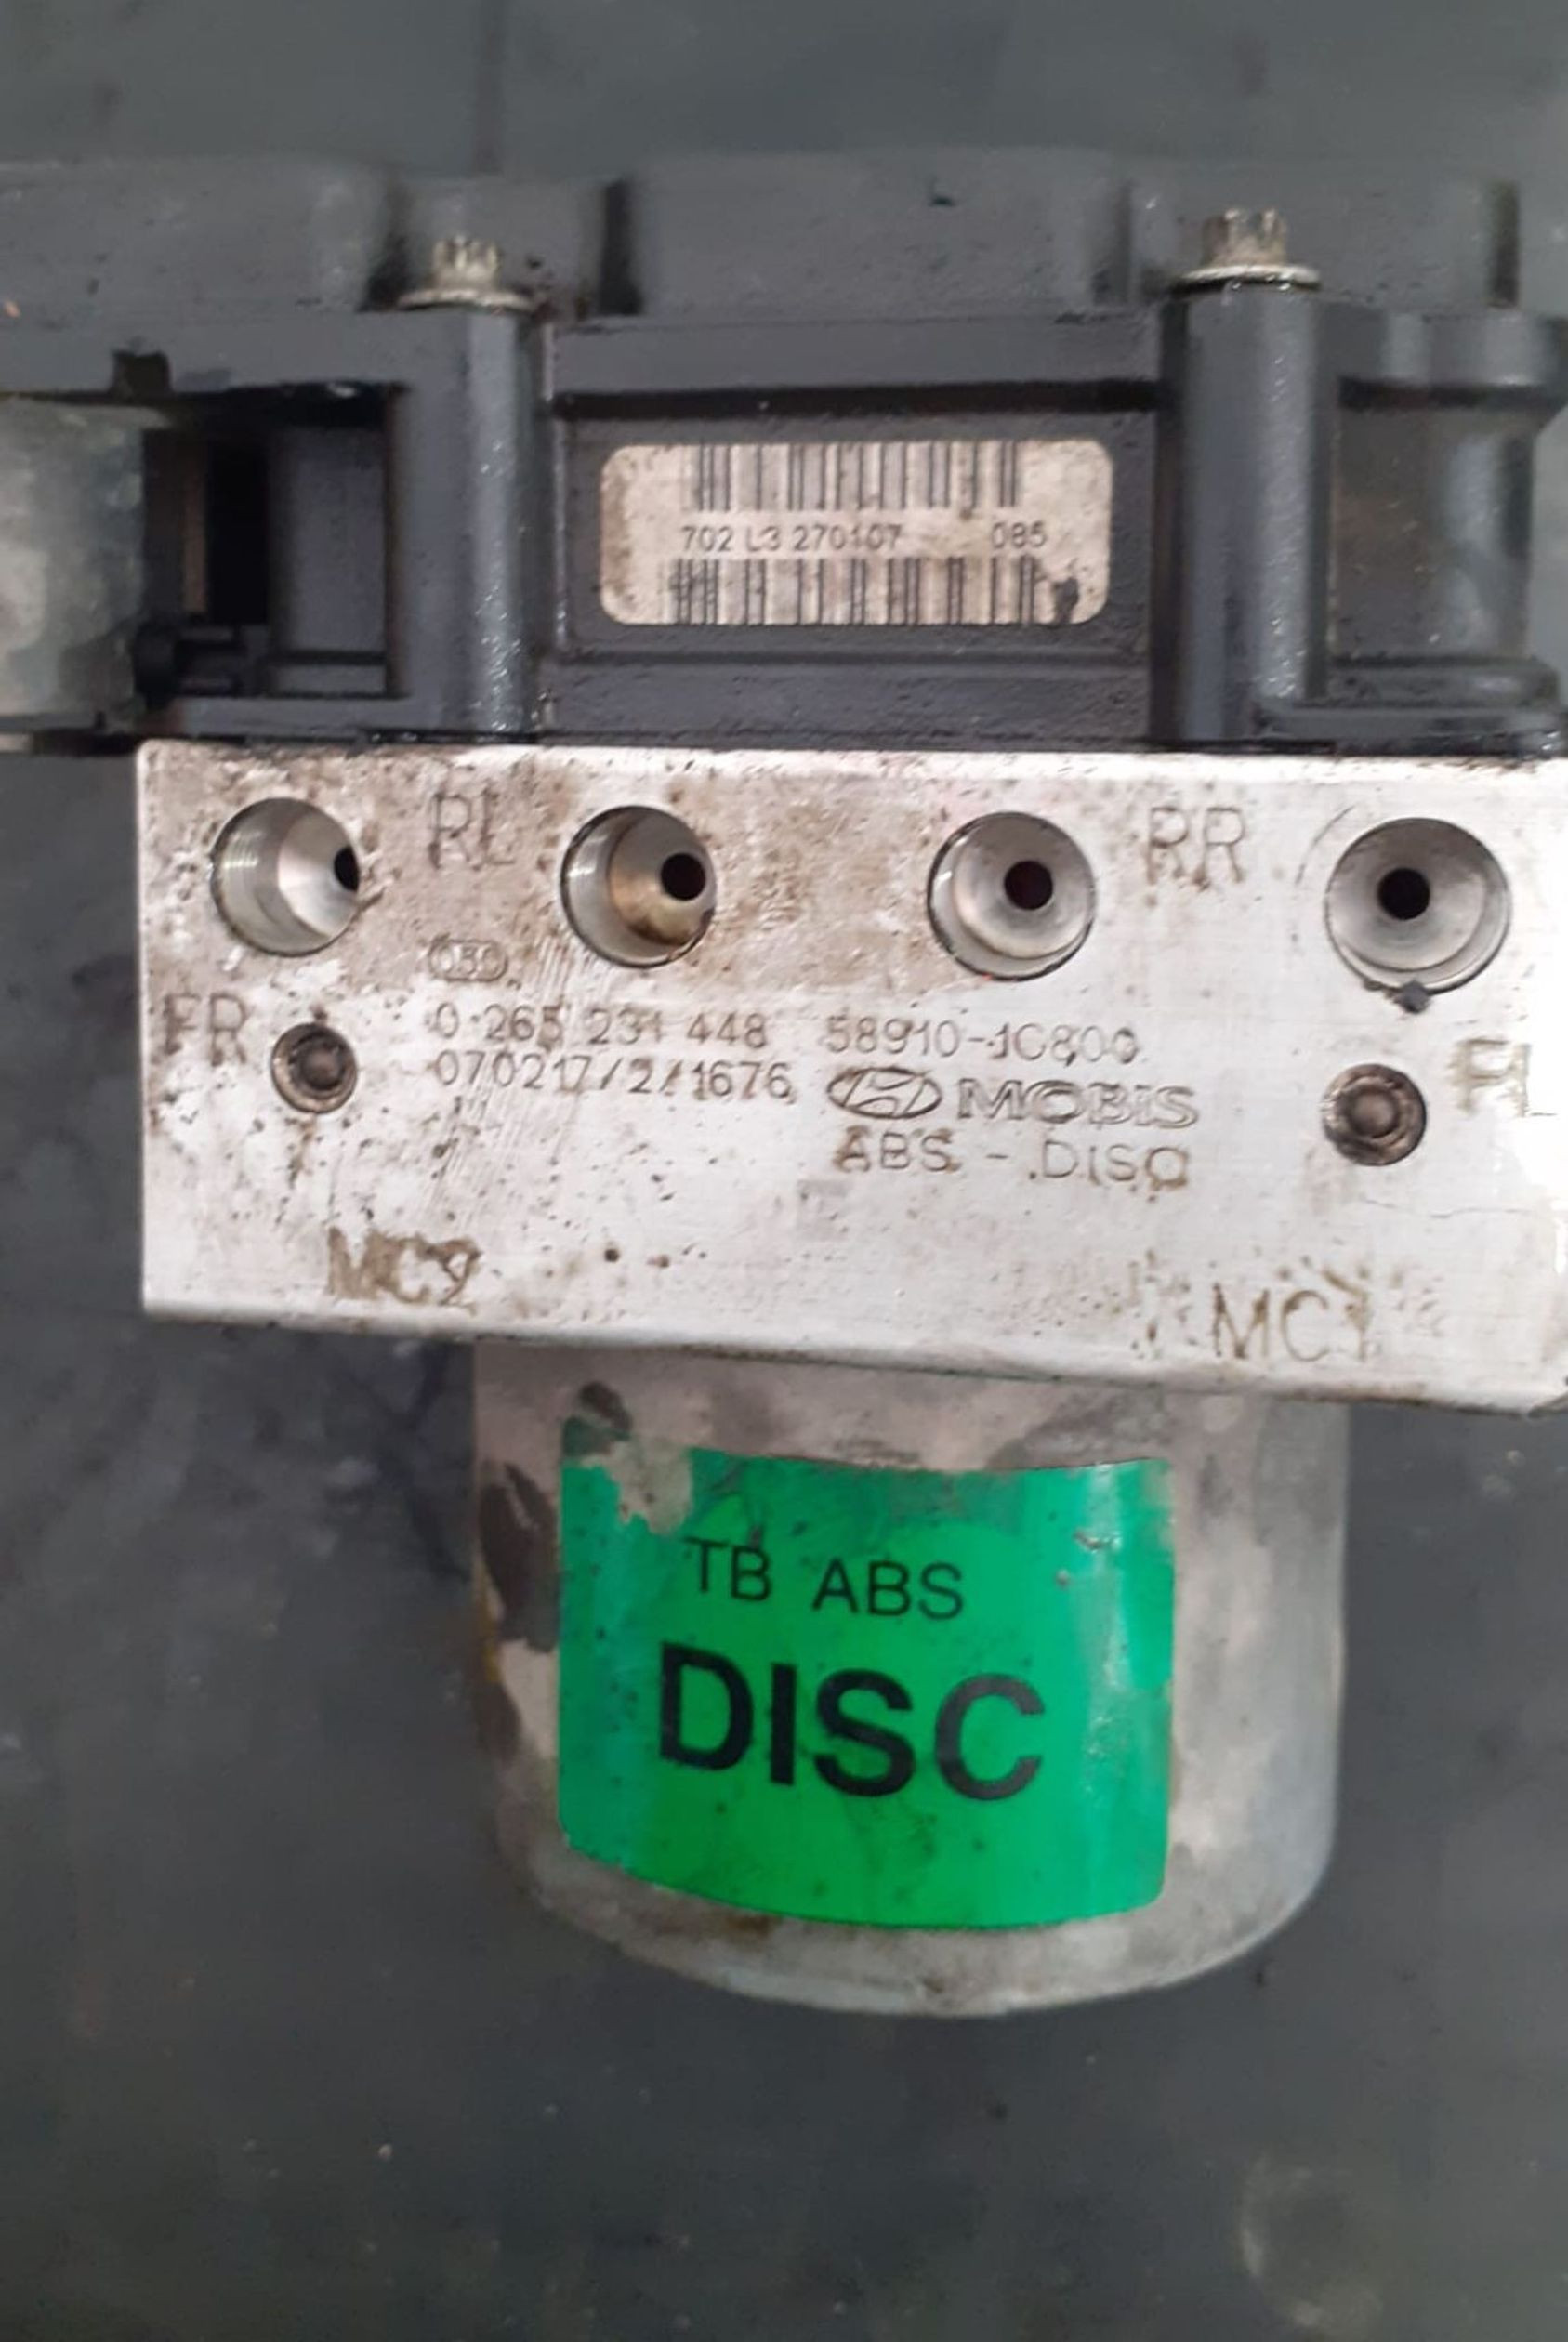 702 L3 270107 085
RL
RR
030
FR
0 265 231 448 58910-1C800
070217/2/1676 MOBIS
FL
ABS - DISC
MC2
MC1
TB ABS
DISC